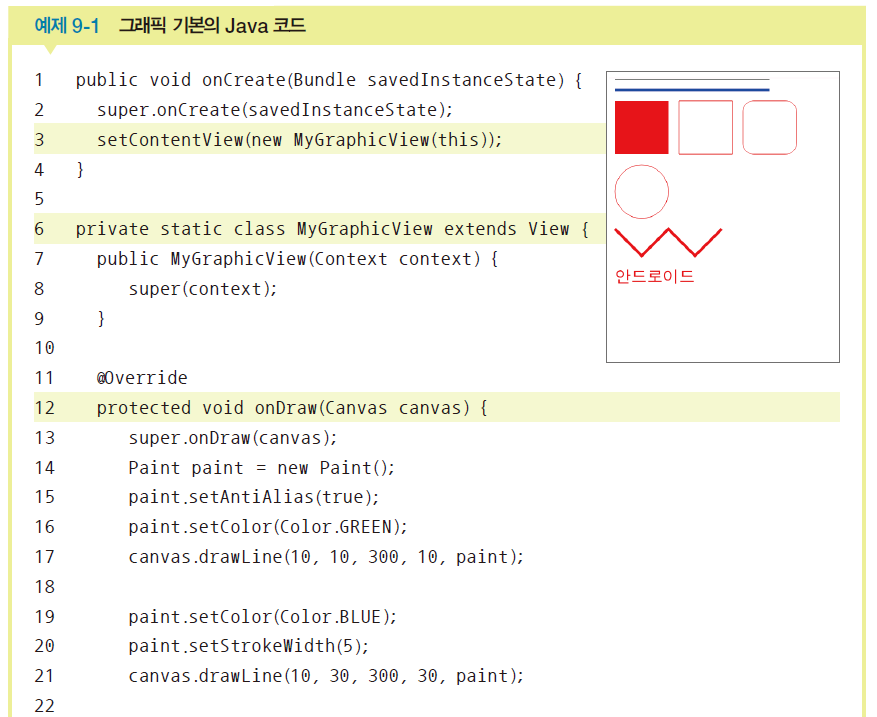 예제 9-1 그래픽 기본의 Java 코드
1 public void onCreate(Bundle savedInstanceState) {
2 super.onCreate(savedInstanceState);
3 setContentView(new MyGraphicView(this));
4 }
5
6 private static class MyGraphicView extends View {
7 public MyGraphicView(Context context) {
8 super(context);
9 }
10
11 @Override
12 protected void onDraw(Canvas canvas) {
13 super.onDraw(canvas);
14 Paint paint = new Paint();
15 paint.setAntiAlias(true);
16 paint.setColor(Color.GREEN);
17 canvas.drawLine(10, 10, 300, 10, paint);
18
19 paint.setColor(Color.BLUE);
20 paint.setStrokeWidth(5);
21 canvas.drawLine(10, 30, 300, 30, paint);
22
안드로이드